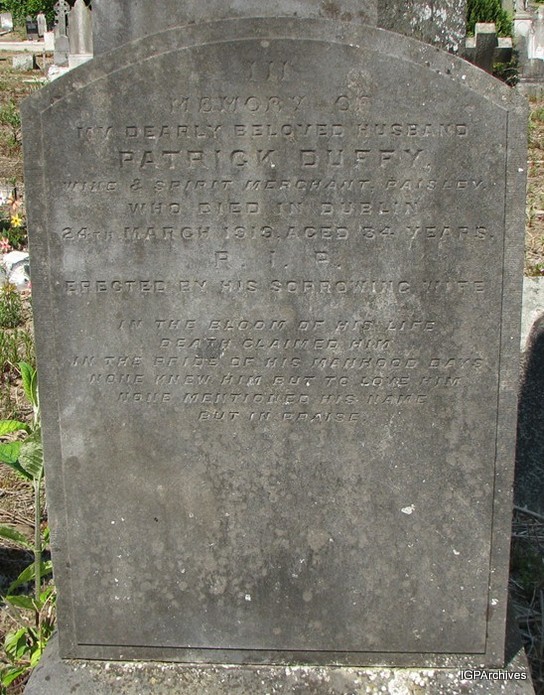 IN
MEMORY OF
MY DEARLY BELOVED HUSBAND
PATRICK DUFFY,
WINE & SPIRIT MERCHANT, PAISLEY,
WHO DIED IN DUBLIN
24TH MARCH 1919. AGED 34 YEARS.
R. I. P.
ERECTED BY HIS SORROWING WIFE
IN THE BLOOM OF HIS LIFE
DEATH CLAIMED HIM
IN THE PRIDE OF HIS MANHOOD DAYS
NONE KNEW HIM BUT TO LOVE HIM
NONE MENTIONED HIS NAME
BUT IN PRAISE
IGPArchives